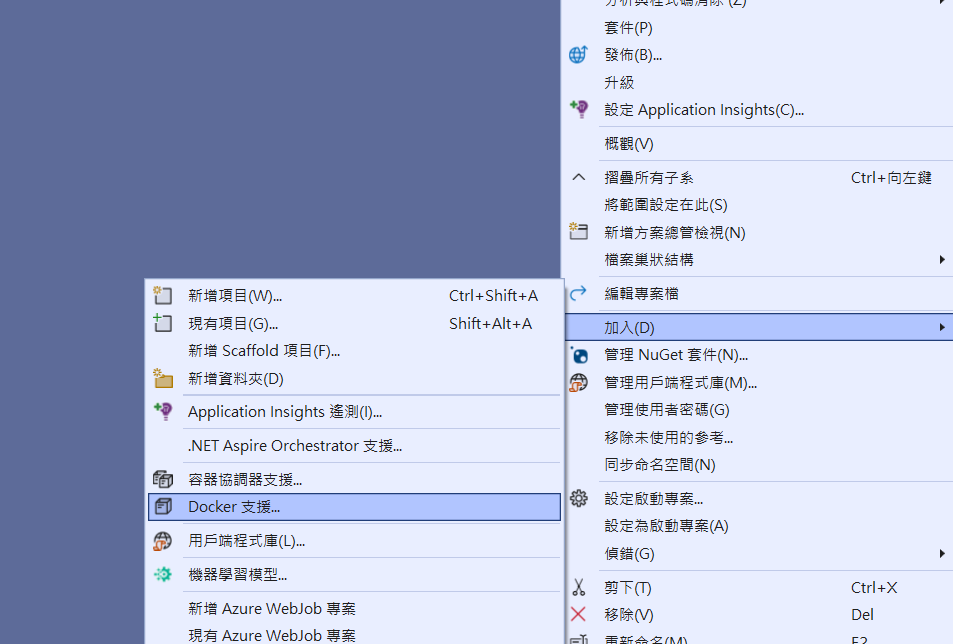 分析與程式碼清除 (Z)
套件(P)
發佈(B)...
升級
設定 Application Insights(C)...
概觀(V)
摺疊所有子系 Ctrl+向左鍵
將範圍設定在此(S)
新增方案總管檢視(N)
檔案巢狀結構
編輯專案檔
加入(D)
管理 NuGet 套件(N)...
管理用戶端程式庫(M)...
管理使用者密碼(G)
移除未使用的參考...
同步命名空間(N)
設定啟動專案...
設定為啟動專案(A)
偵錯(G)
剪下(T) Ctrl+X
移除(V) Del
重新命名(M) F2
新增項目(W)... Ctrl+Shift+A
現有項目(G)... Shift+Alt+A
新增 Scaffold 項目(F)...
新增資料夾(D)
Application Insights 遙測(I)...
.NET Aspire Orchestrator 支援...
容器協調器支援...
Docker 支援...
用戶端程式庫(L)...
機器學習模型...
新增 Azure WebJob 專案
現有 Azure WebJob 專案